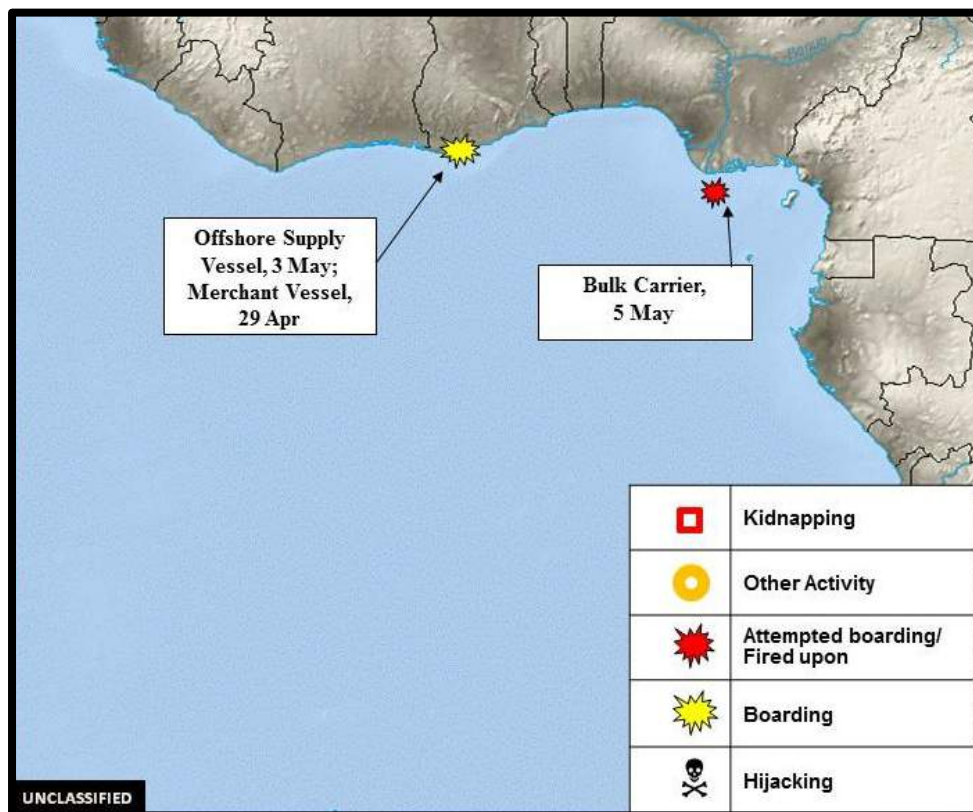 Offshore Supply
Vessel, 3 May;
Merchant Vessel,
29 Apr
Bulk Carrier,
5 May
Kidnapping
Other Activity
Attempted boarding/
Fired upon
Boarding
Hijacking
UNCLASSIFIED